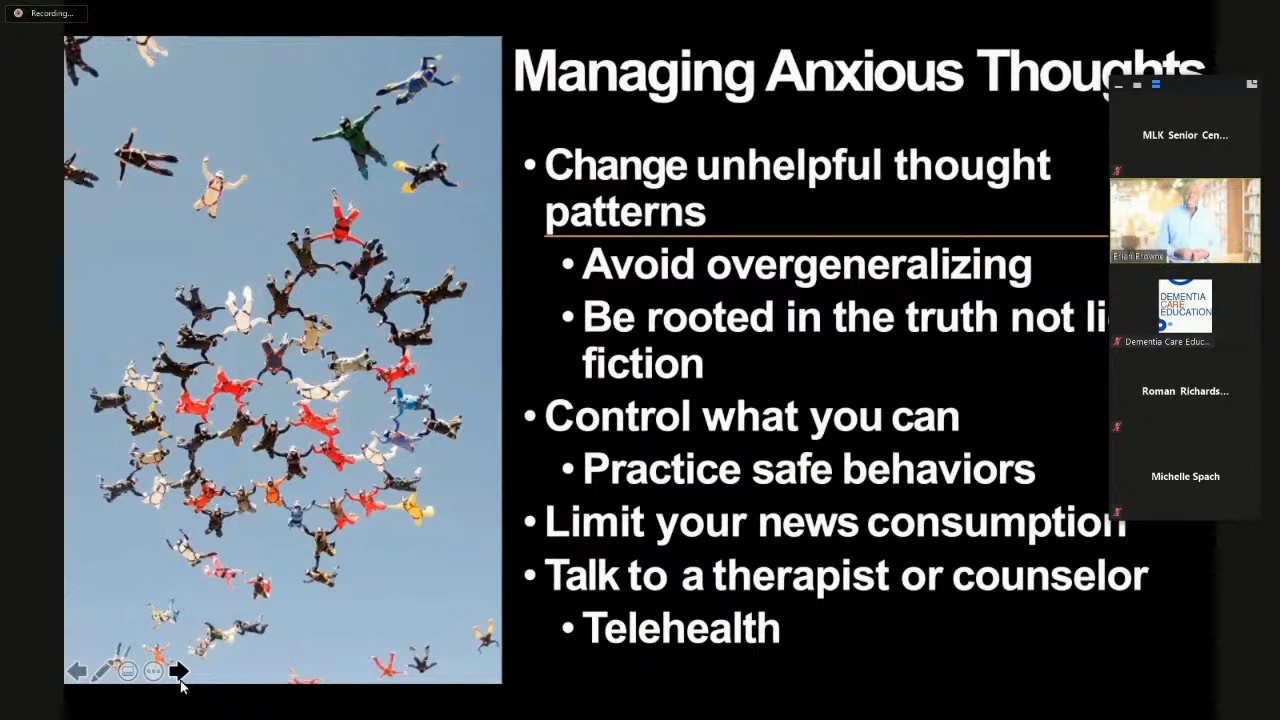 Recording...
Managing Anxious Thoughts
• Change unhelpful thought
patterns
• Avoid overgeneralizing
• Be rooted in the truth not
fiction
• Control what you can
• Practice safe behaviors
• Limit your news consumption
• Talk to a therapist or counselor
• Telehealth
MLK Senior Cen...
Brian Browne
DEMENTIA
CARE
EDUCATION
Dementia Care Educ...
Roman Richards...
Michelle Spach